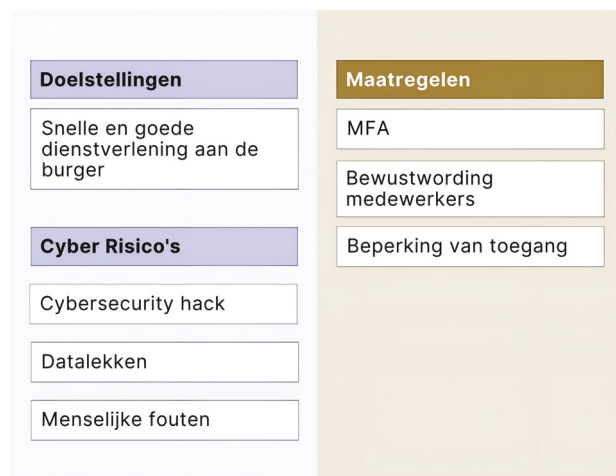 Doelstellingen
Snelle en goede
dienstverlening aan de
burger
Cyber Risico's
Cybersecurity hack
Datalekken
Menselijke fouten
Maatregelen
MFA
Bewustwording
medewerkers
Beperking van toegang